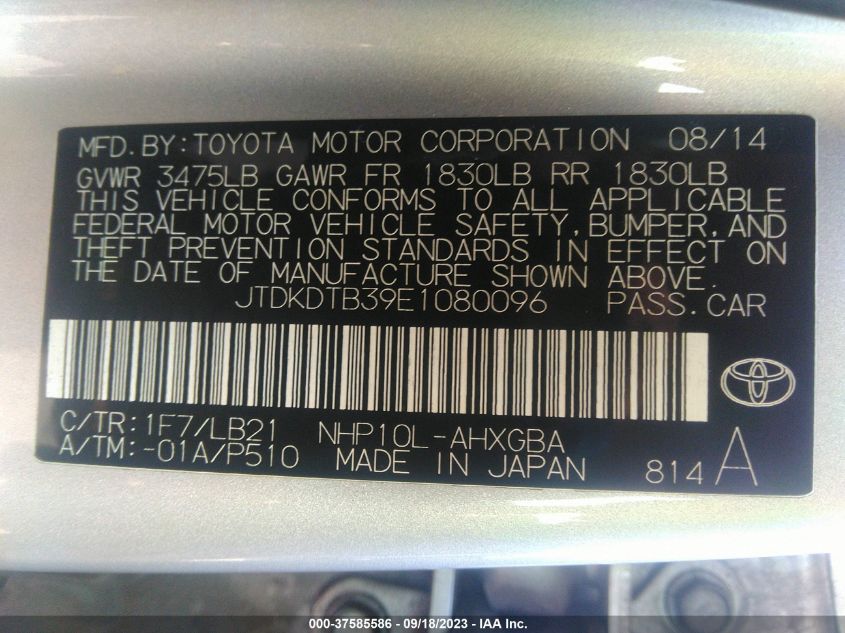 MFD.BY:TOYOTA MOTOR CORPORATION 08/14
GVWR 3475LB GAWR FR 1830LB RR 1830LB
THIS VEHICLE CONFORMS TO ALL APPLICABLE
FEDERAL MOTOR VEHICLE SAFETY,BUMPER,AND
THEFT PREVENTION STANDARDS IN EFFECT ON
THE DATE OF MANUFACTURE SHOWN ABOVE.
JTDKDTB39E1080096 PASS.CAR
C/TR:1F7/LB21 NHP10L-AHXGBA
A/TM:-01A/P510 MADE IN JAPAN 814 A
000-37585586 - 09/18/2023 - IAA Inc.